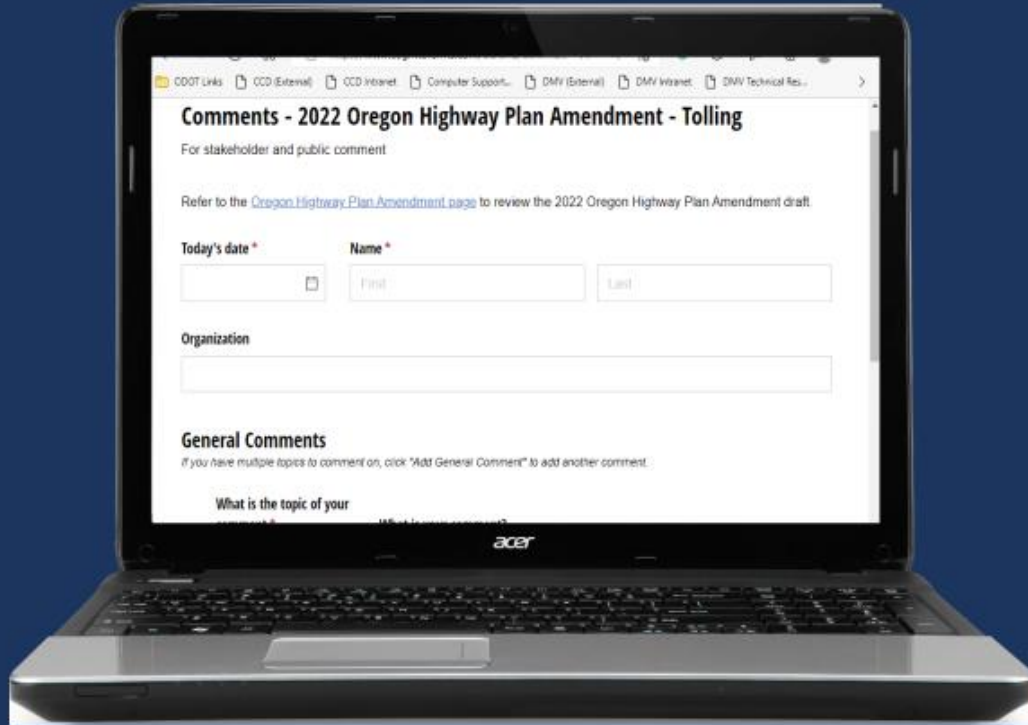 ODOT Links CCD (External) CCD Intranet Computer Support... DMV (External) DMV Intranet DMV Technical Res...
Comments - 2022 Oregon Highway Plan Amendment - Tolling
For stakeholder and public comment
Refer to the Oregon Highway Plan Amendment page to review the 2022 Oregon Highway Plan Amendment draft
Today's date * Name *
First Last
Organization
General Comments
If you have multiple topics to comment on, click "Add General Comment" to add another comment.
What is the topic of your
acer